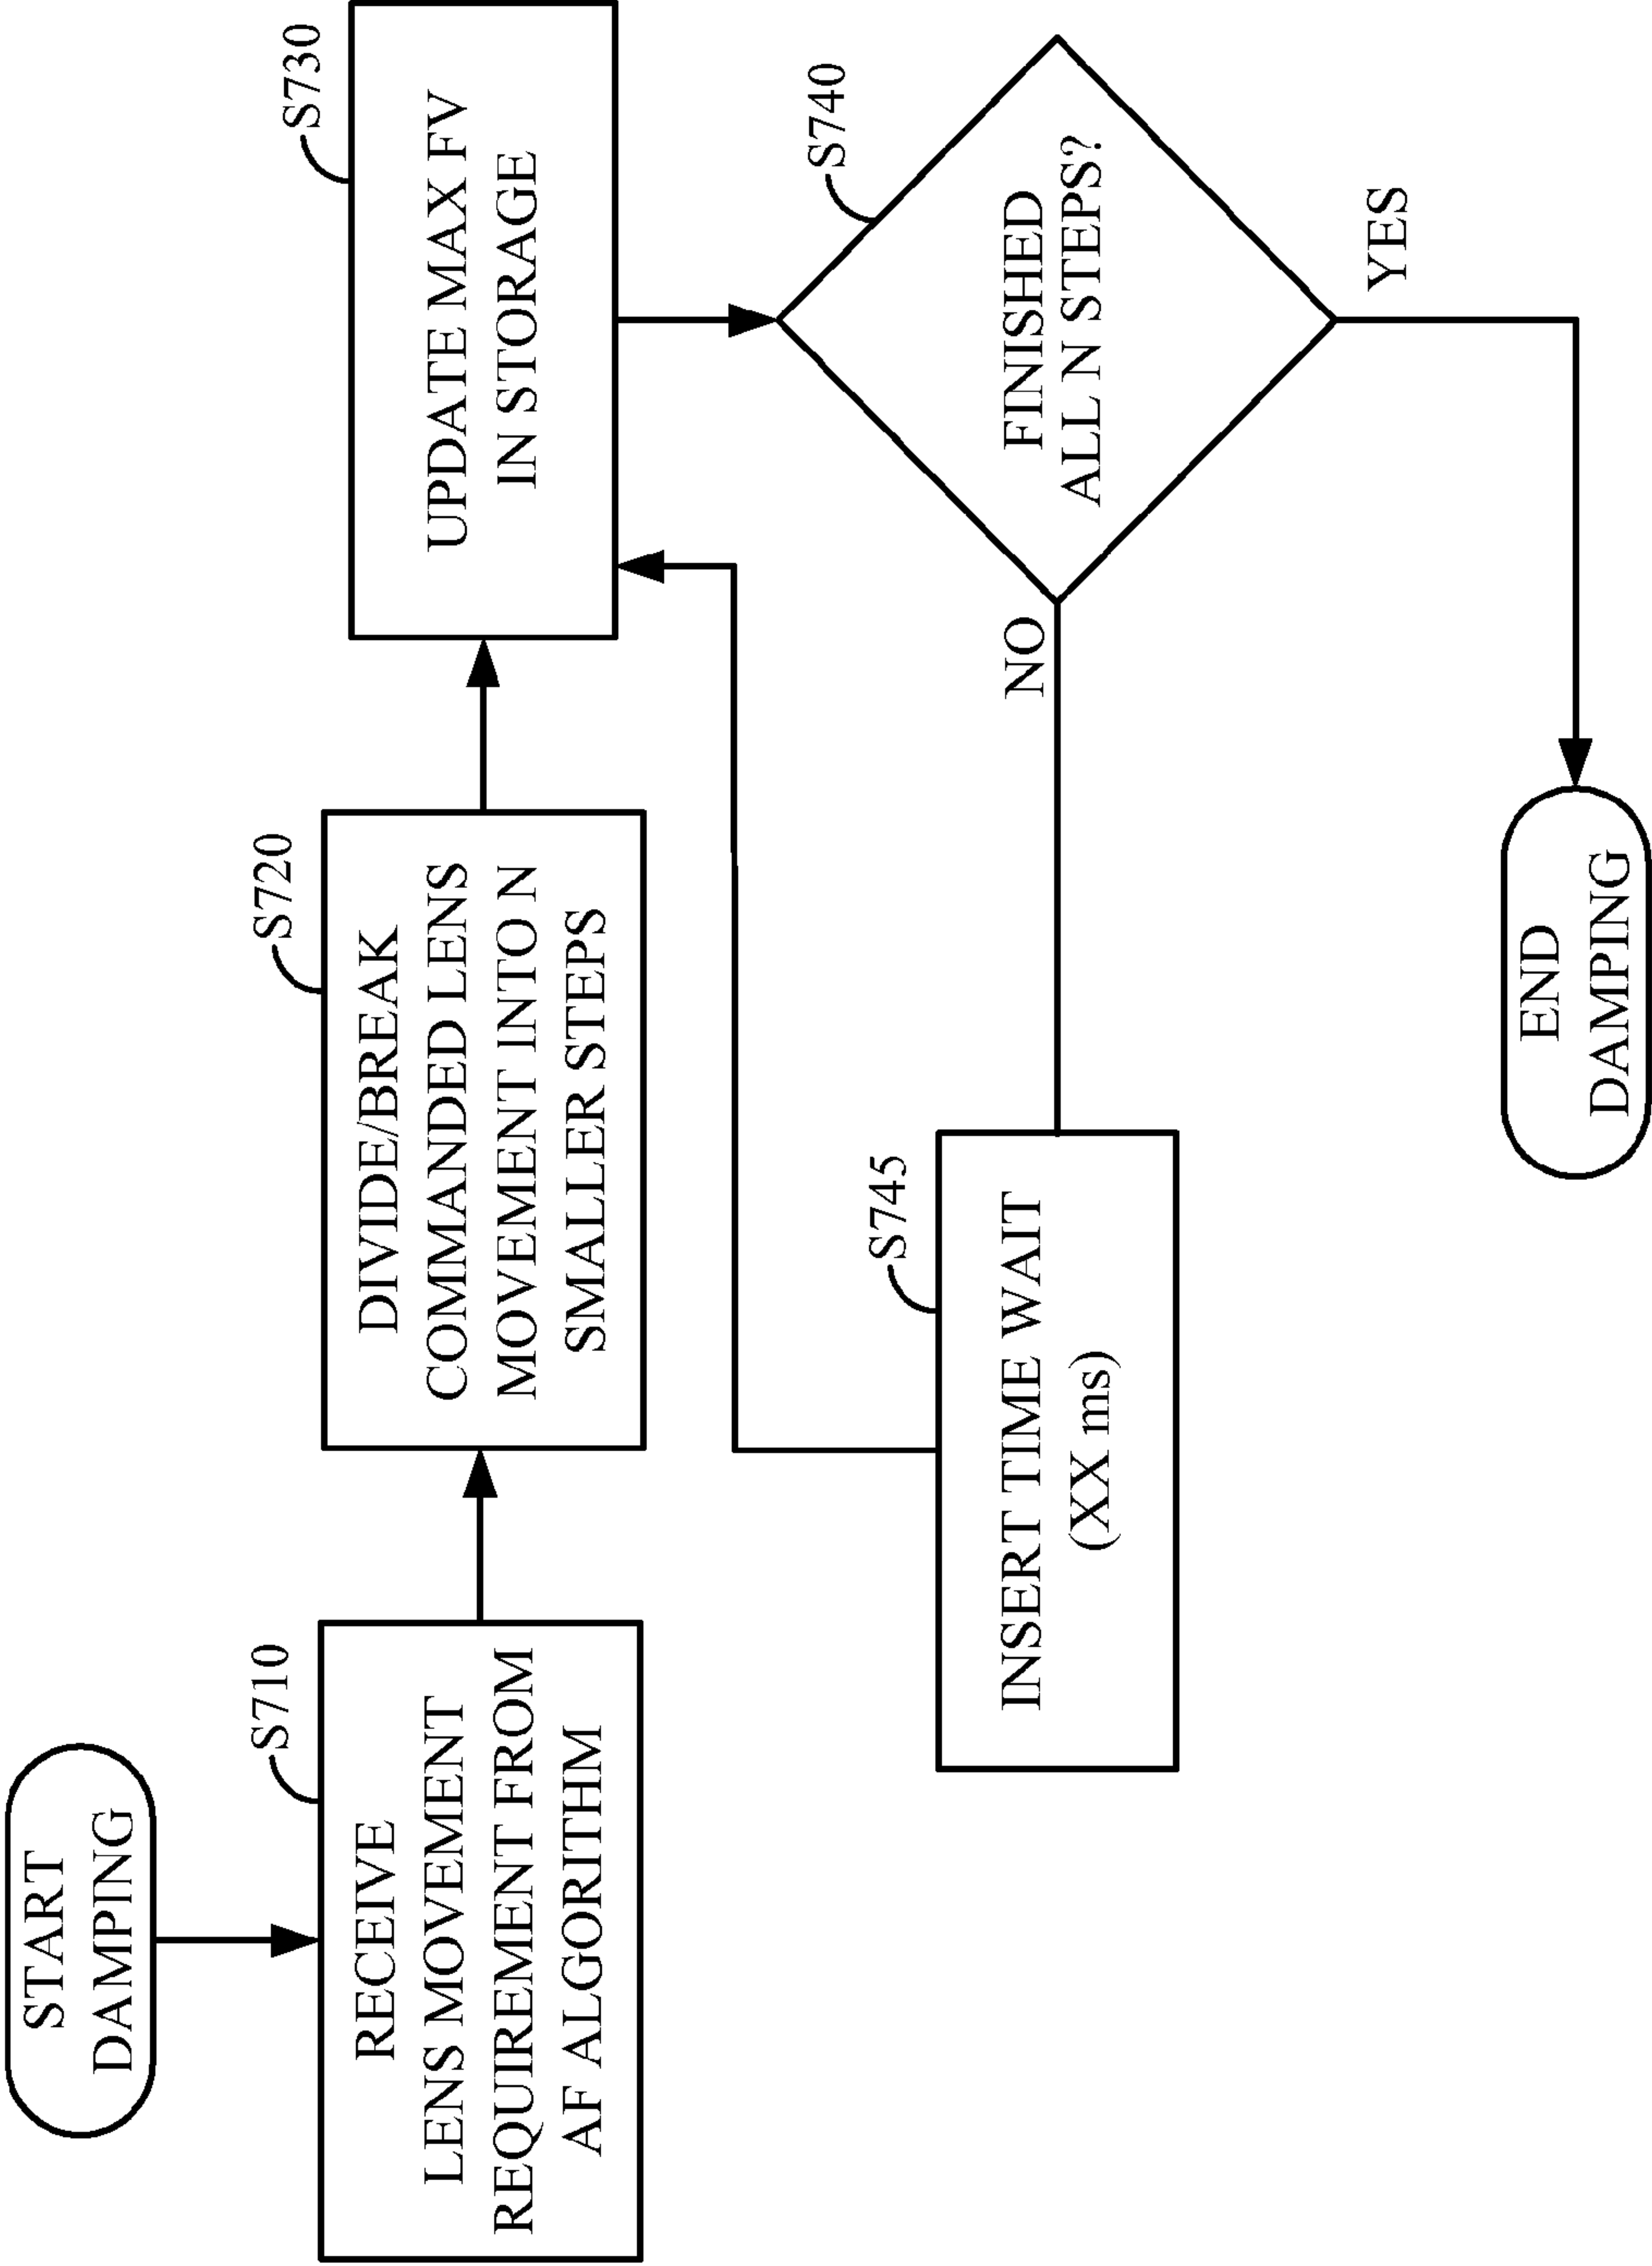 START
DAMPING
S710
RECEIVE
LENS MOVEMENT
REQUIREMENT FROM
AF ALGORITHM
S720
DIVIDE/BREAK
COMMANDED LENS
MOVEMENT INTO N
SMALLER STEPS
S730
UPDATE MAX FV
IN STORAGE
S740
FINISHED
ALL N STEPS?
NO
YES
S745
INSERT TIME WAIT
(XX ms)
END
DAMPING